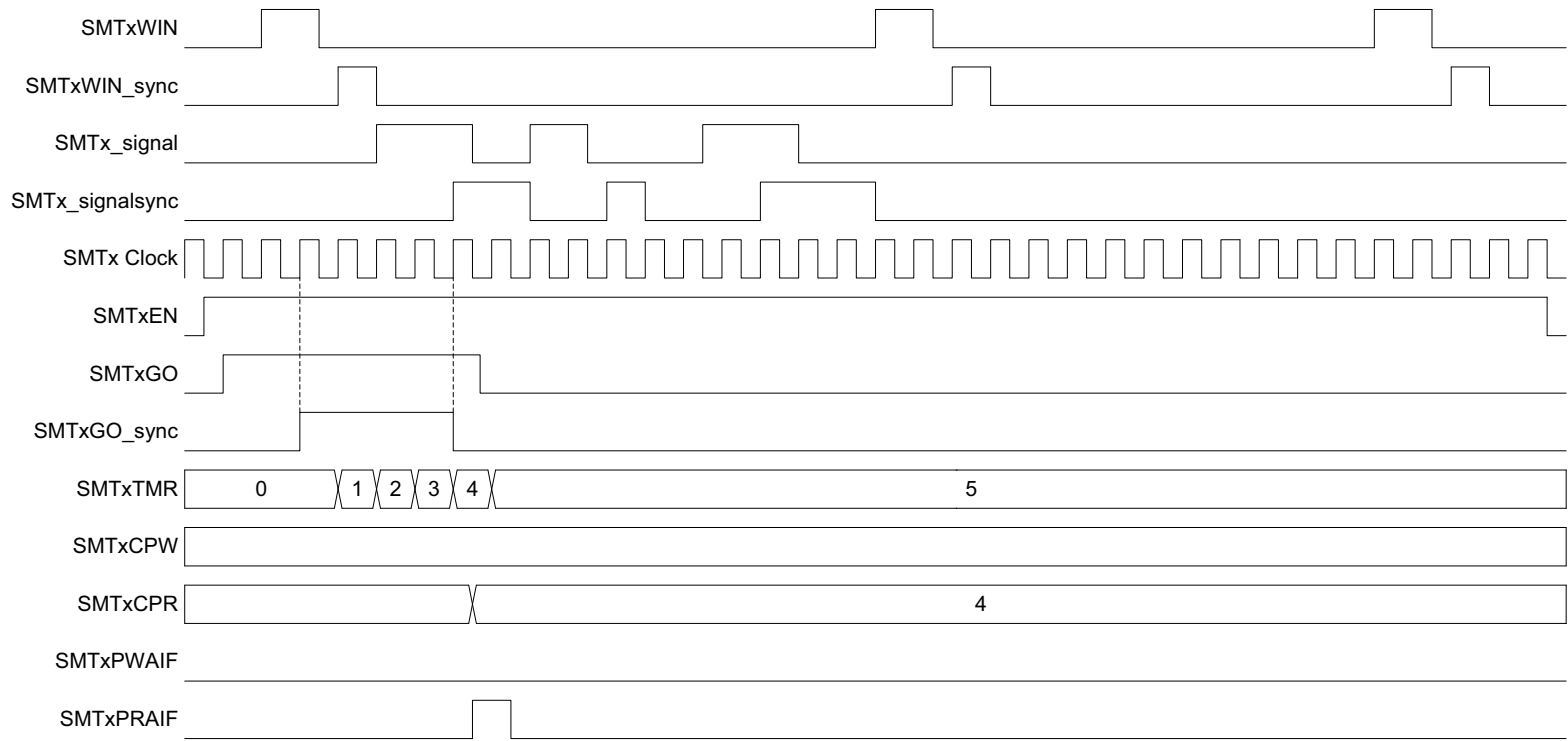 SMTxWIN
SMTxWIN_sync
SMTx_signal
SMTx_signalsync
SMTx Clock
SMTxEN
SMTxGO
SMTxGO_sync
SMTxTMR 0 1 2 3 4 5
SMTxCPW
SMTxCPR 4
SMTxPWAIF
SMTxPRAIF